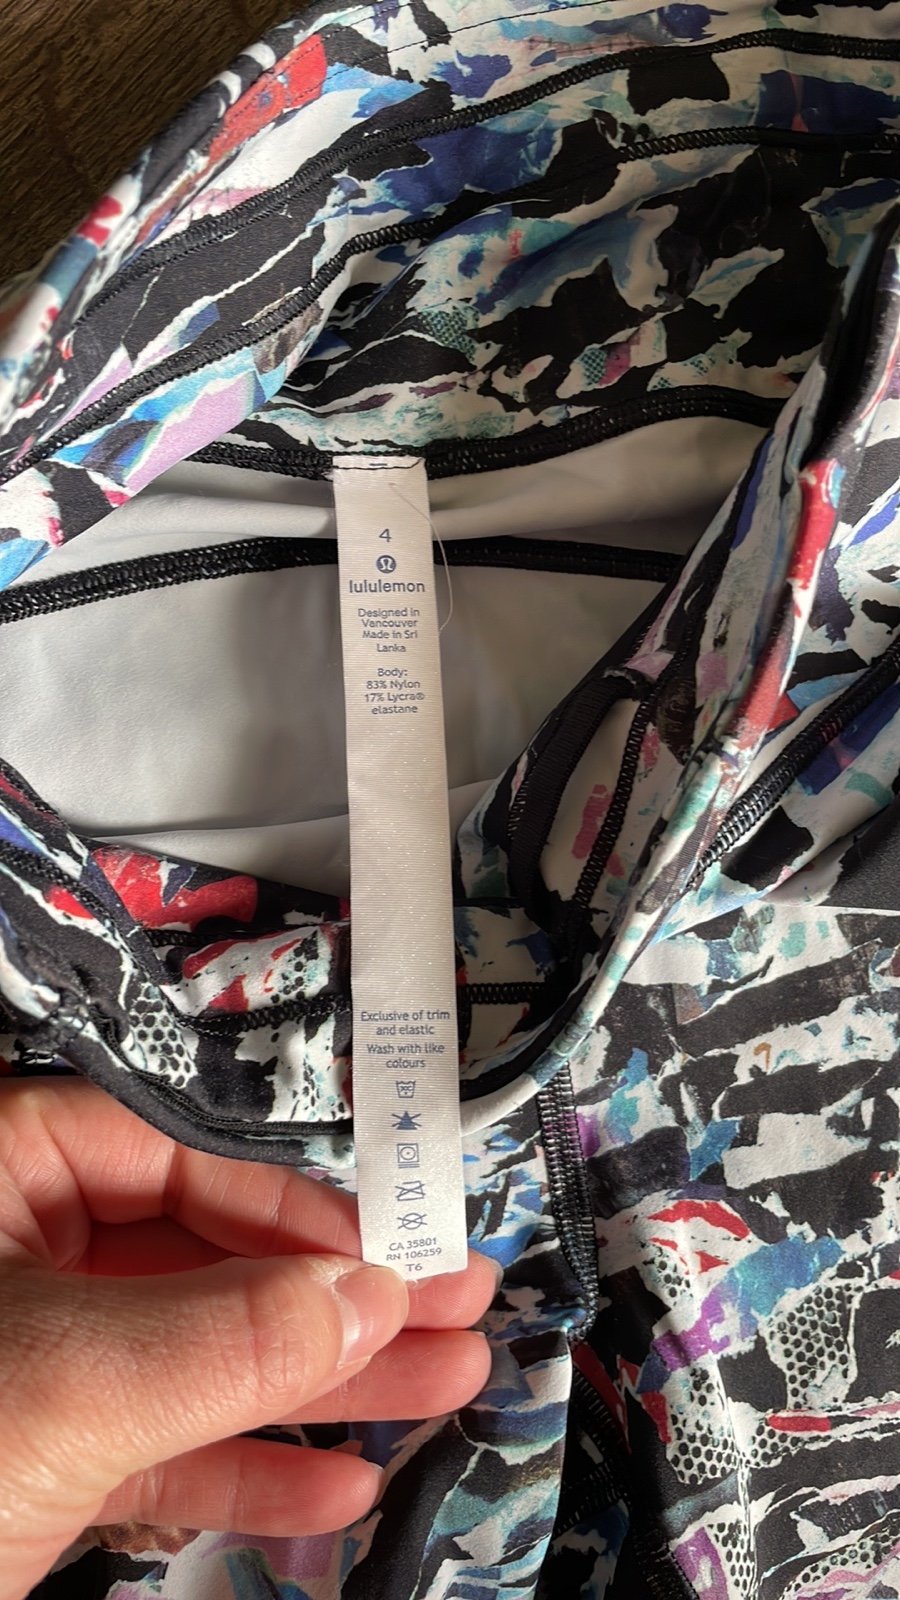 4
lululemon
Designed in
Vancouver
Made in Sri
Lanka
Body:
83% Nylon
17% Lycra®
elastane
Exclusive of trim
and elastic
Wash with like
colours
CA 35801
RN 106259
T6